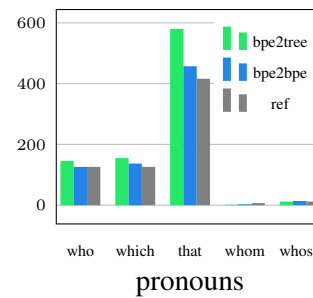 600
400
200
0
bpe2tree
bpe2bpe
ref
who which that whom whos
pronouns